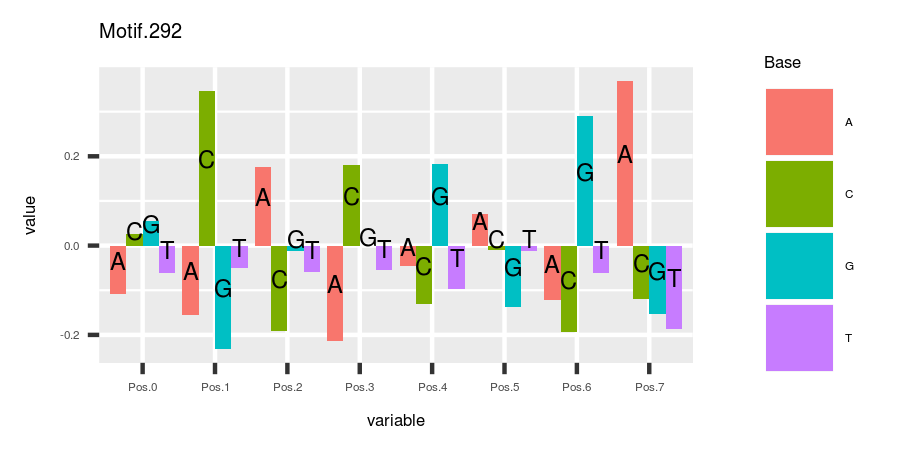 Motif.292
Base
A
C
G
T
value
0.2
0.0
-0.2
A C G T A C G T A C G T A C G T A C G T A C G T A C G T A C G T
Pos.0 Pos.1 Pos.2 Pos.3 Pos.4 Pos.5 Pos.6 Pos.7
variable